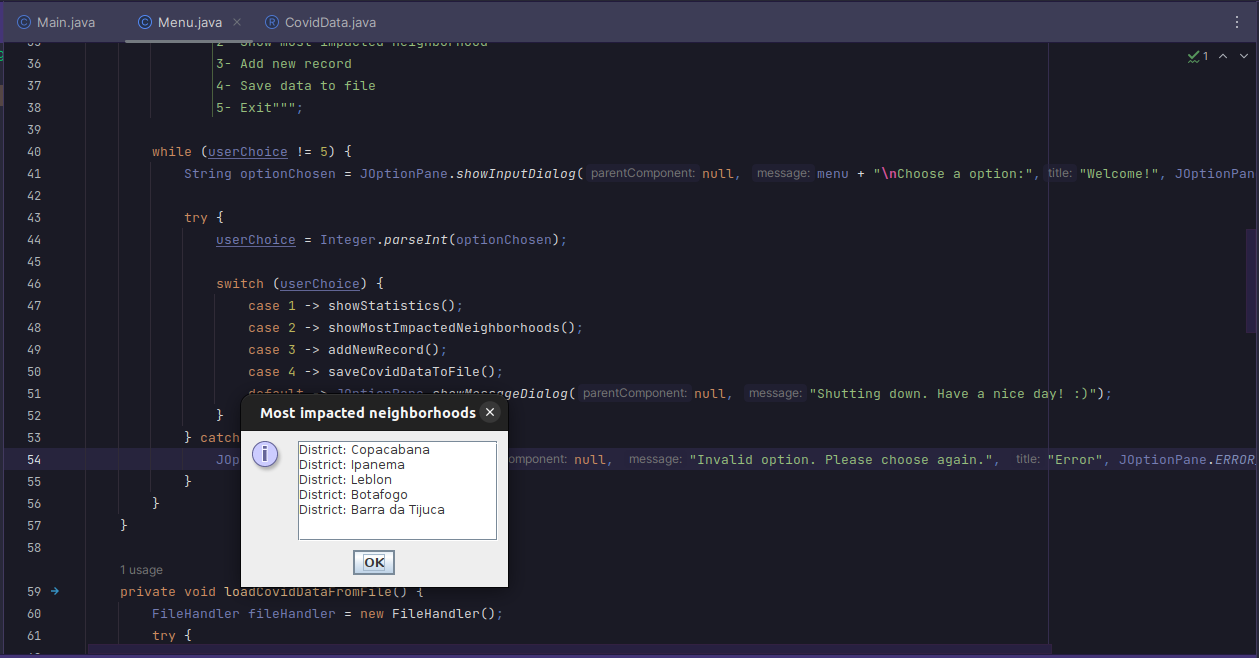 Main.java Menu.java CovidData.java
35 2- Show most impacted neighborhood
36 3- Add new record
37 4- Save data to file
38 5- Exit""";
39
40 while (userChoice != 5) {
41 String optionChosen = JOptionPane.showInputDialog( parentComponent: null, message: menu + "\nChoose a option:", title: "Welcome!", JOptionPan
42
43 try {
44 userChoice = Integer.parseInt(optionChosen);
45
46 switch (userChoice) {
47 case 1 -> showStatistics();
48 case 2 -> showMostImpactedNeighborhoods();
49 case 3 -> addNewRecord();
50 case 4 -> saveCovidDataToFile();
51 default -> JOptionPane.showMessageDialog( parentComponent: null, message: "Shutting down. Have a nice day! :)");
52 }
53 } catch
54 JOp omponent: null, message: "Invalid option. Please choose again.", title: "Error", JOptionPane.ERROR
55 }
56 }
57 }
58
1 usage
59 private void loadCovidDataFromFile() {
60 FileHandler fileHandler = new FileHandler();
61 try {
1
Most impacted neighborhoods
District: Copacabana
District: Ipanema
District: Leblon
District: Botafogo
District: Barra da Tijuca
OK